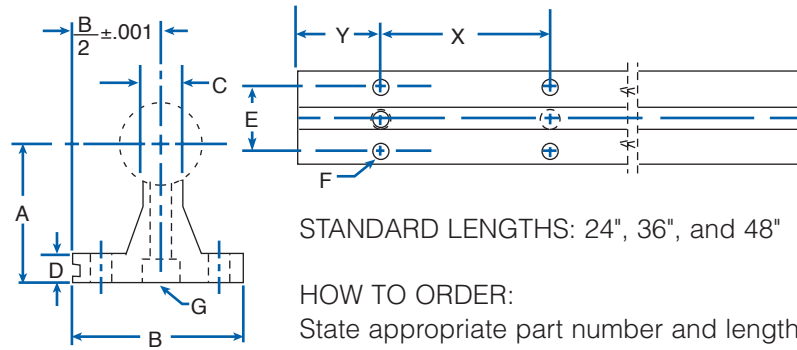 B
2 ±.001
C
A
D
G
B
Y
X
E
F
STANDARD LENGTHS: 24", 36", and 48"
HOW TO ORDER:
State appropriate part number and length